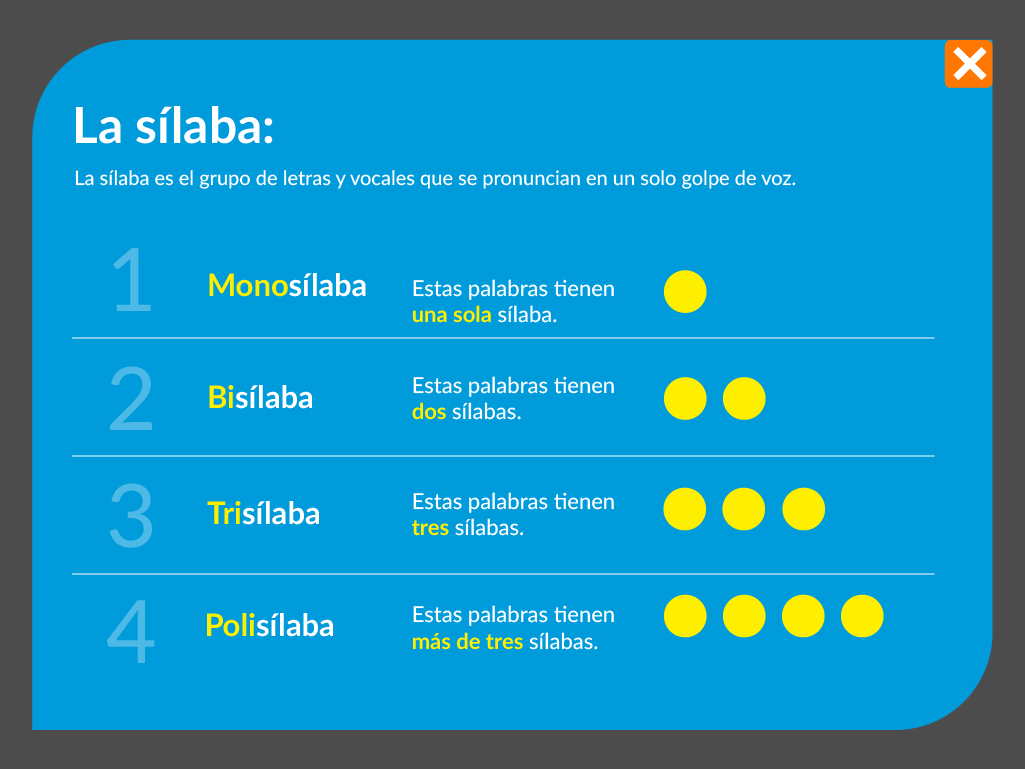 La sílaba:
La sílaba es el grupo de letras y vocales que se pronuncian en un solo golpe de voz.
1
Monosílaba
Estas palabras tienen
una sola sílaba.
2
Bisílaba
Estas palabras tienen
dos sílabas.
3
Trisílaba
Estas palabras tienen
tres sílabas.
4
Polisílaba
Estas palabras tienen
más de tres sílabas.